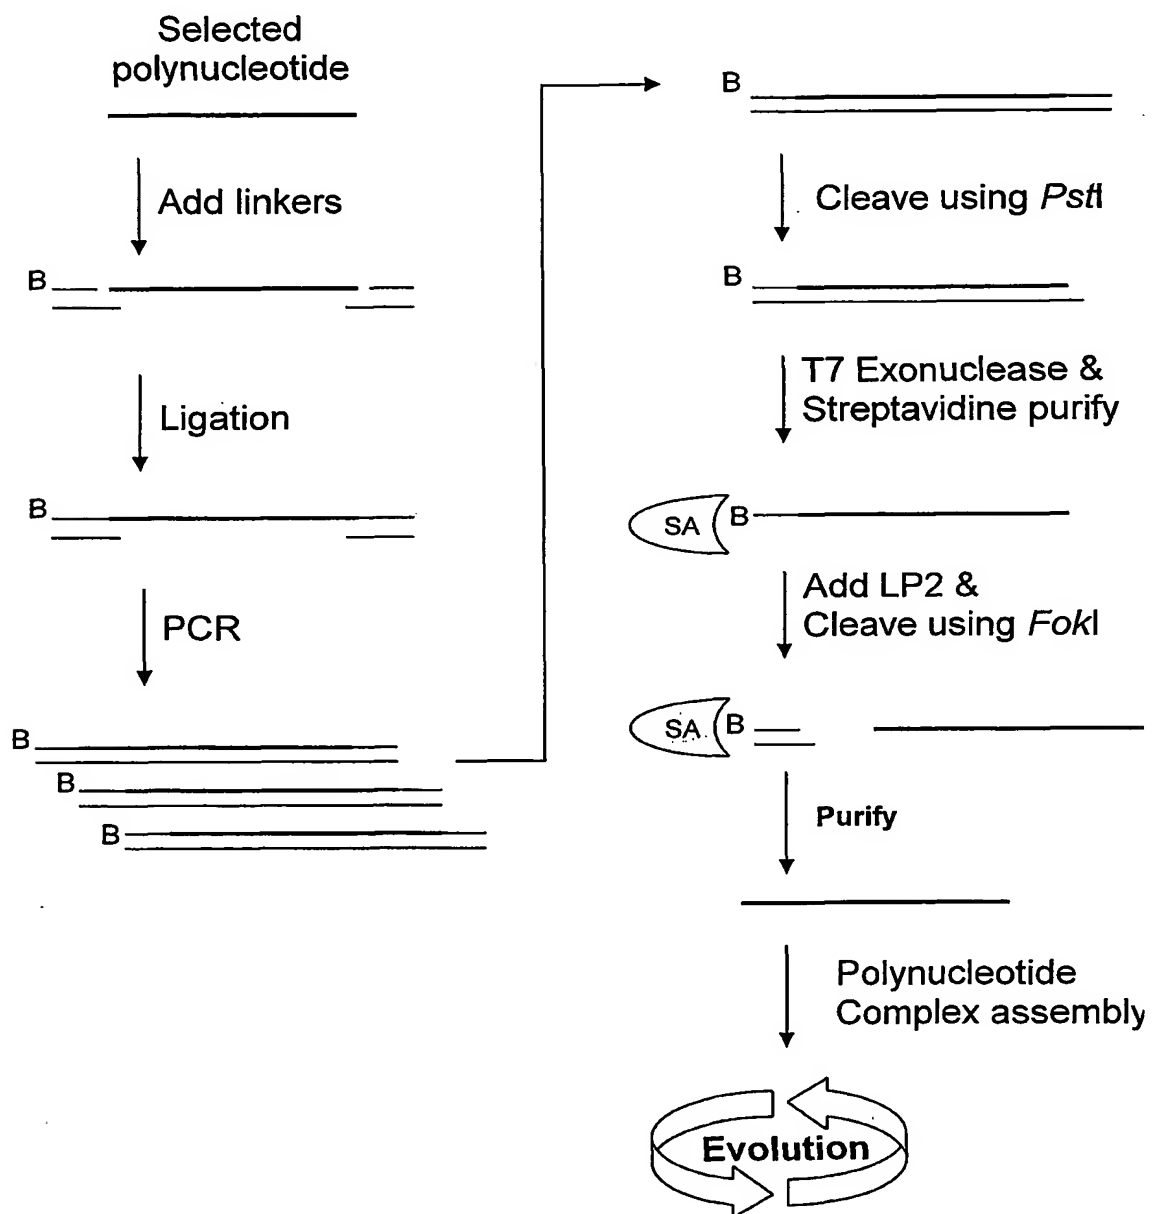 Selected
polynucleotide
Add linkers
B
Ligation
B
PCR
B
B
B
B
Cleave using PstI
B
T7 Exonuclease &
Streptavidine purify
SA
B
Add LP2 &
Cleave using FokI
SA
B
Purify
Polynucleotide
Complex assembly
Evolution